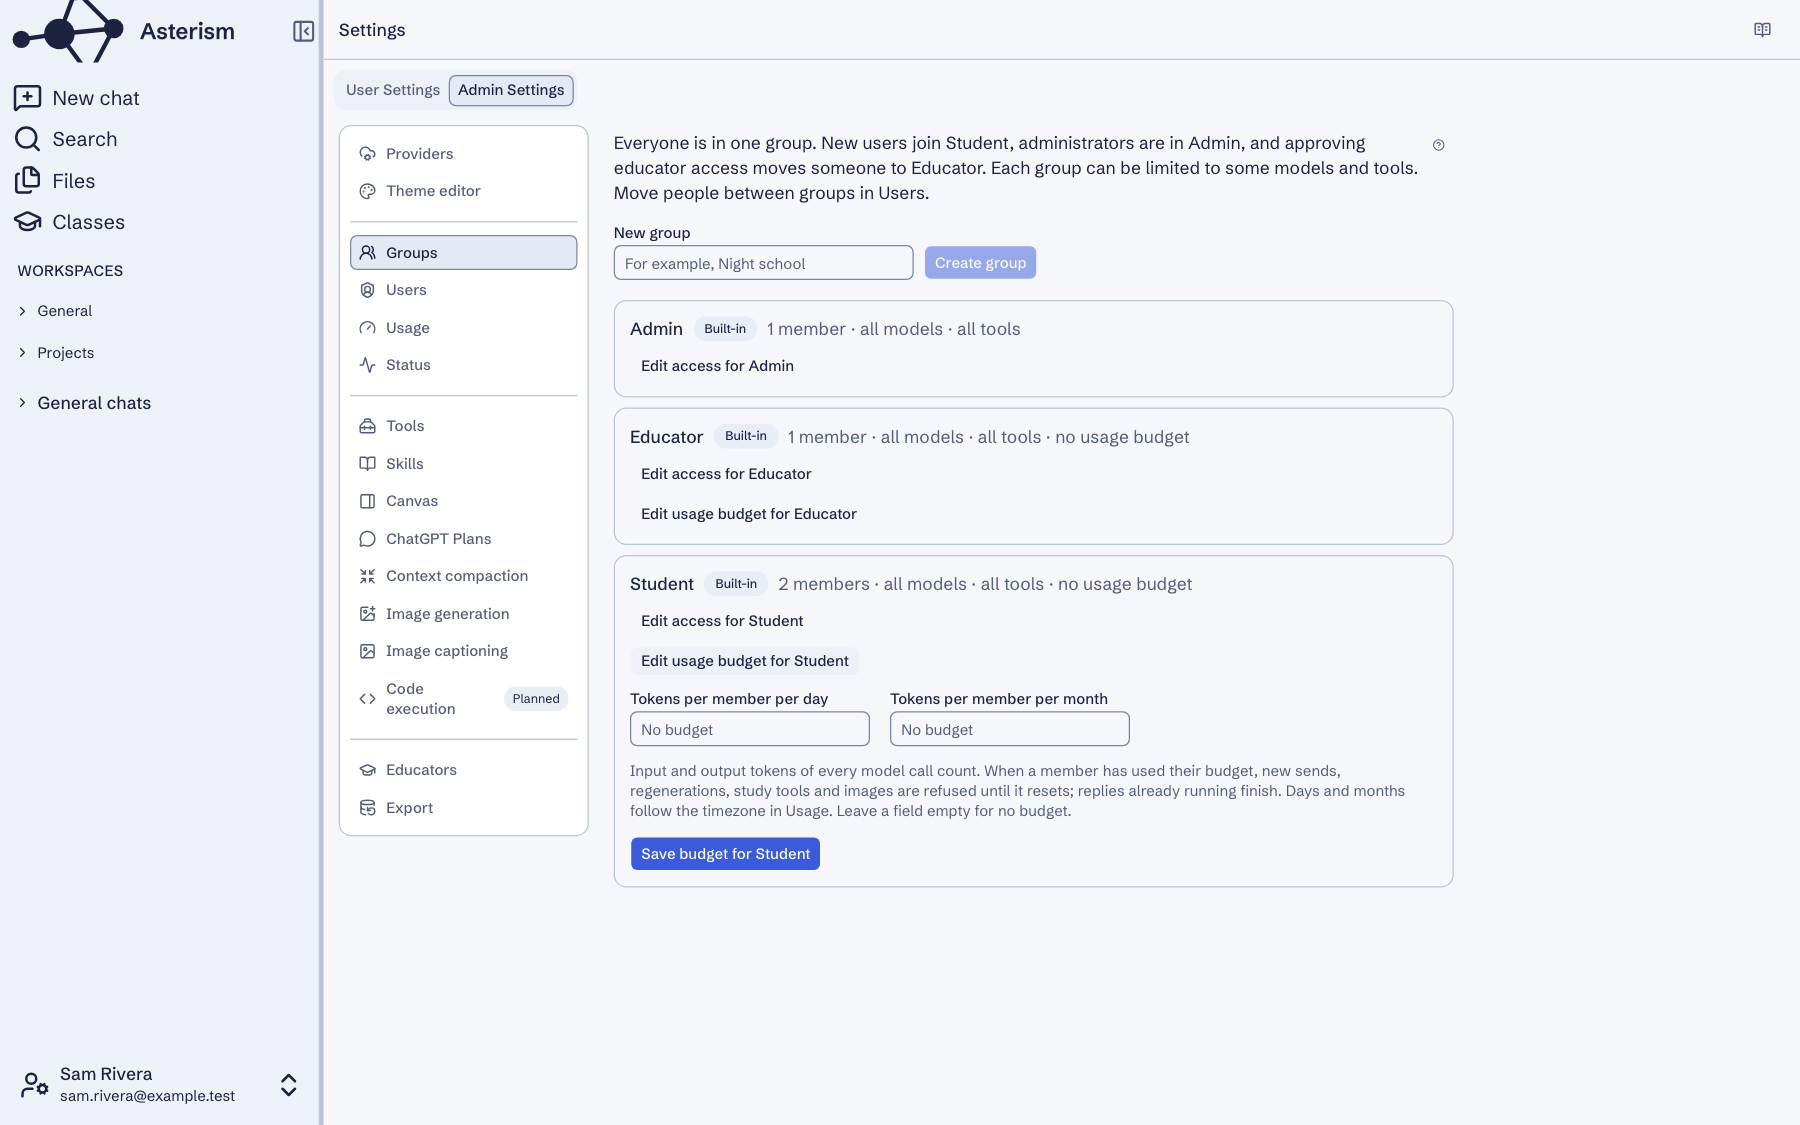 Asterism
New chat
Search
Files
Classes
WORKSPACES
General
Projects
General chats
Sam Rivera
sam.rivera@example.test
Settings
User Settings
Admin Settings
Providers
Theme editor
Groups
Users
Usage
Status
Tools
Skills
Canvas
ChatGPT Plans
Context compaction
Image generation
Image captioning
Code
execution
Planned
Educators
Export
Everyone is in one group. New users join Student, administrators are in Admin, and approving
educator access moves someone to Educator. Each group can be limited to some models and tools.
Move people between groups in Users.
New group
For example, Night school
Create group
Admin Built-in 1 member · all models · all tools
Edit access for Admin
Educator Built-in 1 member · all models · all tools · no usage budget
Edit access for Educator
Edit usage budget for Educator
Student Built-in 2 members · all models · all tools · no usage budget
Edit access for Student
Edit usage budget for Student
Tokens per member per day
No budget
Tokens per member per month
No budget
Input and output tokens of every model call count. When a member has used their budget, new sends,
regenerations, study tools and images are refused until it resets; replies already running finish. Days and months
follow the timezone in Usage. Leave a field empty for no budget.
Save budget for Student